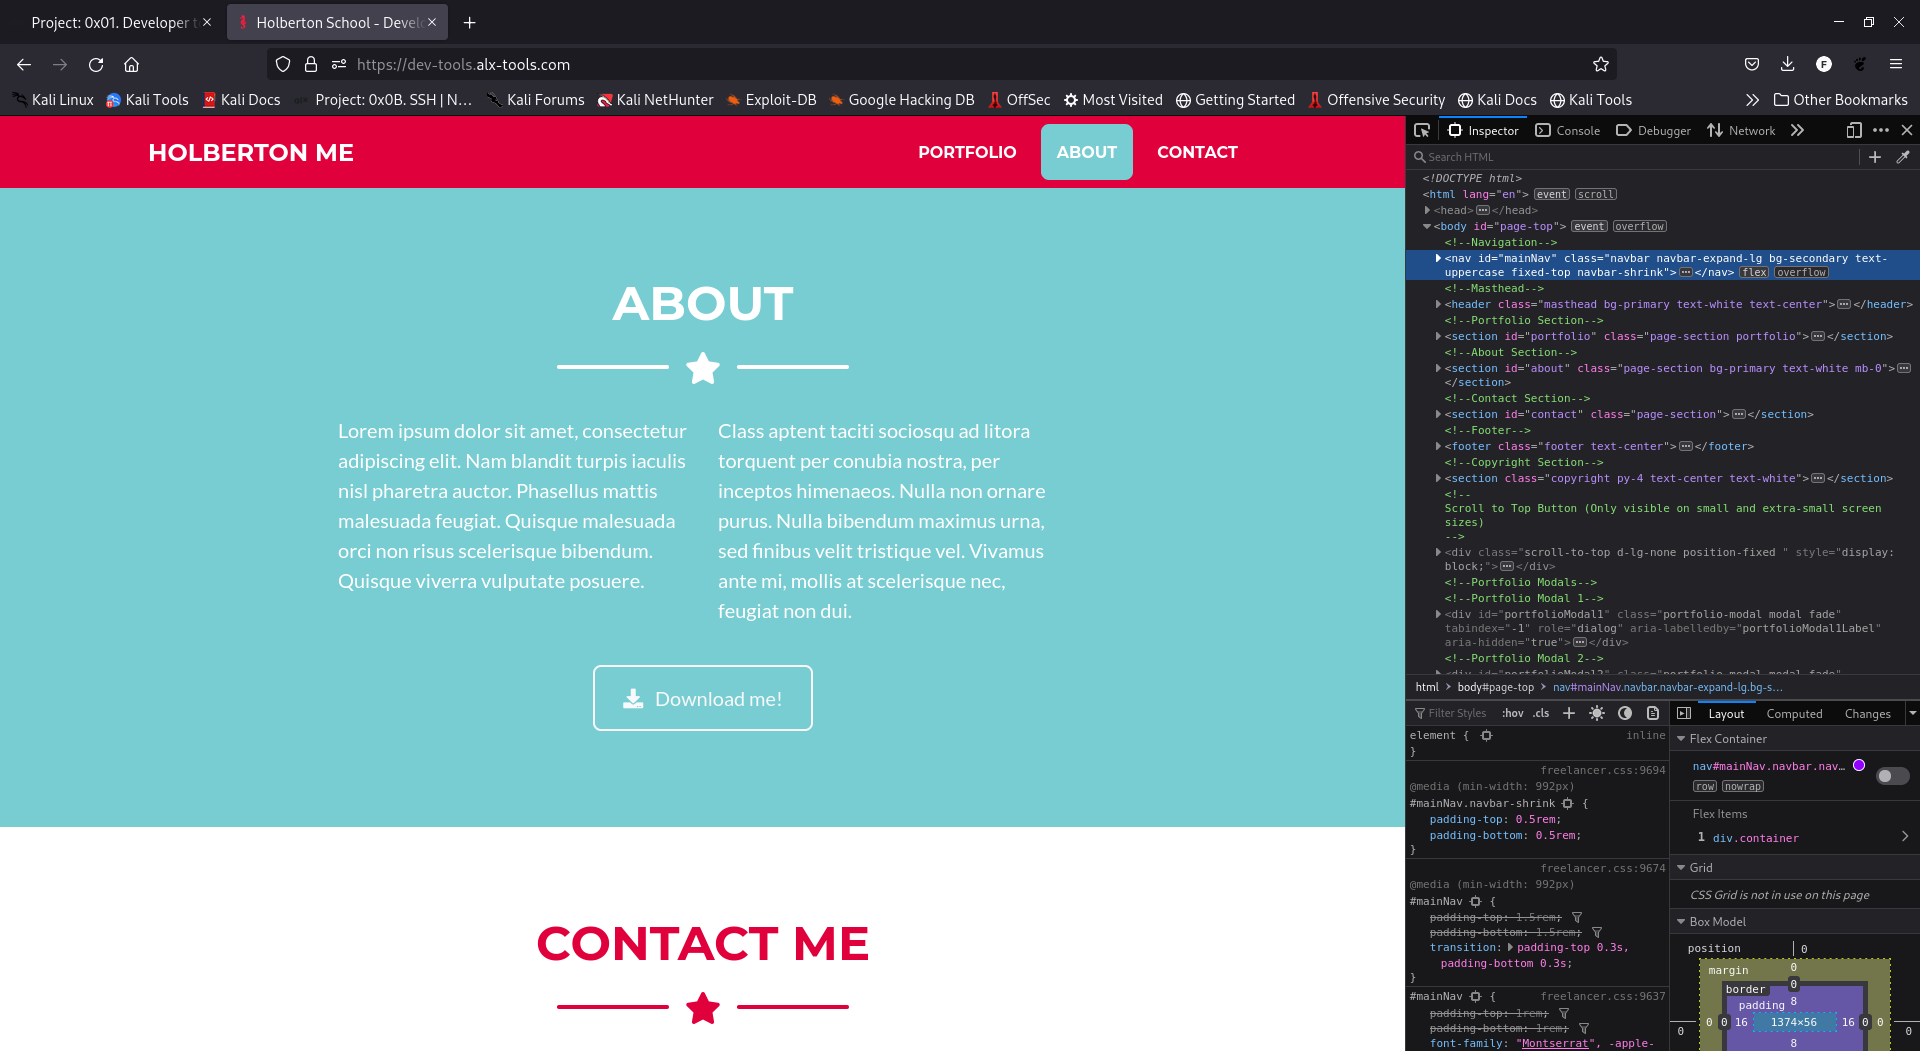 Project: 0x01. Developer t
Holberton School - Develo
https://dev-tools.alx-tools.com
Kali Linux
Kali Tools
Kali Docs
Project: 0x0B. SSH | N…
Kali Forums
Kali NetHunter
Exploit-DB
Google Hacking DB
OffSec
Most Visited
Getting Started
Offensive Security
Kali Docs
Kali Tools
Other Bookmarks
HOLBERTON ME
PORTFOLIO
ABOUT
CONTACT
ABOUT
Lorem ipsum dolor sit amet, consectetur
adipiscing elit. Nam blandit turpis iaculis
nisl pharetra auctor. Phasellus mattis
malesuada feugiat. Quisque malesuada
orci non risus scelerisque bibendum.
Quisque viverra vulputate posuere.
Class aptent taciti sociosqu ad litora
torquent per conubia nostra, per
inceptos himenaeos. Nulla non ornare
purus. Nulla bibendum maximus urna,
sed finibus velit tristique vel. Vivamus
ante mi, mollis at scelerisque nec,
feugiat non dui.
Download me!
CONTACT ME
Inspector
Console
Debugger
Network
Search HTML
<!DOCTYPE html>
<html lang="en"> event scroll
<head>···</head>
<body id="page-top"> event overflow
<!--Navigation-->
<nav id="mainNav" class="navbar navbar-expand-lg bg-secondary text-
uppercase fixed-top navbar-shrink">···</nav> flex overflow
<!--Masthead-->
<header class="masthead bg-primary text-white text-center">···</header>
<!--Portfolio Section-->
<section id="portfolio" class="page-section portfolio">···</section>
<!--About Section-->
<section id="about" class="page-section bg-primary text-white mb-0">···
</section>
<!--Contact Section-->
<section id="contact" class="page-section">···</section>
<!--Footer-->
<footer class="footer text-center">···</footer>
<!--Copyright Section-->
<section class="copyright py-4 text-center text-white">···</section>
<!--
Scroll to Top Button (Only visible on small and extra-small screen
sizes)
-->
<div class="scroll-to-top d-lg-none position-fixed " style="display:
block;">···</div>
<!--Portfolio Modals-->
<!--Portfolio Modal 1-->
<div id="portfolioModal1" class="portfolio-modal modal fade"
tabindex="-1" role="dialog" aria-labelledby="portfolioModal1Label"
aria-hidden="true">···</div>
<!--Portfolio Modal 2-->
<div id="portfolioModal2" class="portfolio-modal modal fade"
html > body#page-top > nav#mainNav.navbar.navbar-expand-lg.bg-s…
Filter Styles
:hov .cls
element {
inline
}
freelancer.css:9694
@media (min-width: 992px)
#mainNav.navbar-shrink {
padding-top: 0.5rem;
padding-bottom: 0.5rem;
}
freelancer.css:9674
@media (min-width: 992px)
#mainNav {
padding-top: 1.5rem;
padding-bottom: 1.5rem;
transition: padding-top 0.3s,
padding-bottom 0.3s;
}
#mainNav {
freelancer.css:9637
padding-top: 1rem;
padding-bottom: 1rem;
font-family: "Montserrat", -apple-
Layout
Computed
Changes
Flex Container
nav#mainNav.navbar.nav…
row nowrap
Flex Items
1 div.container
Grid
CSS Grid is not in use on this page
Box Model
position
0
margin
0
border
0
padding
8
0
0
0
16
1374×56
16
0
0
0
8